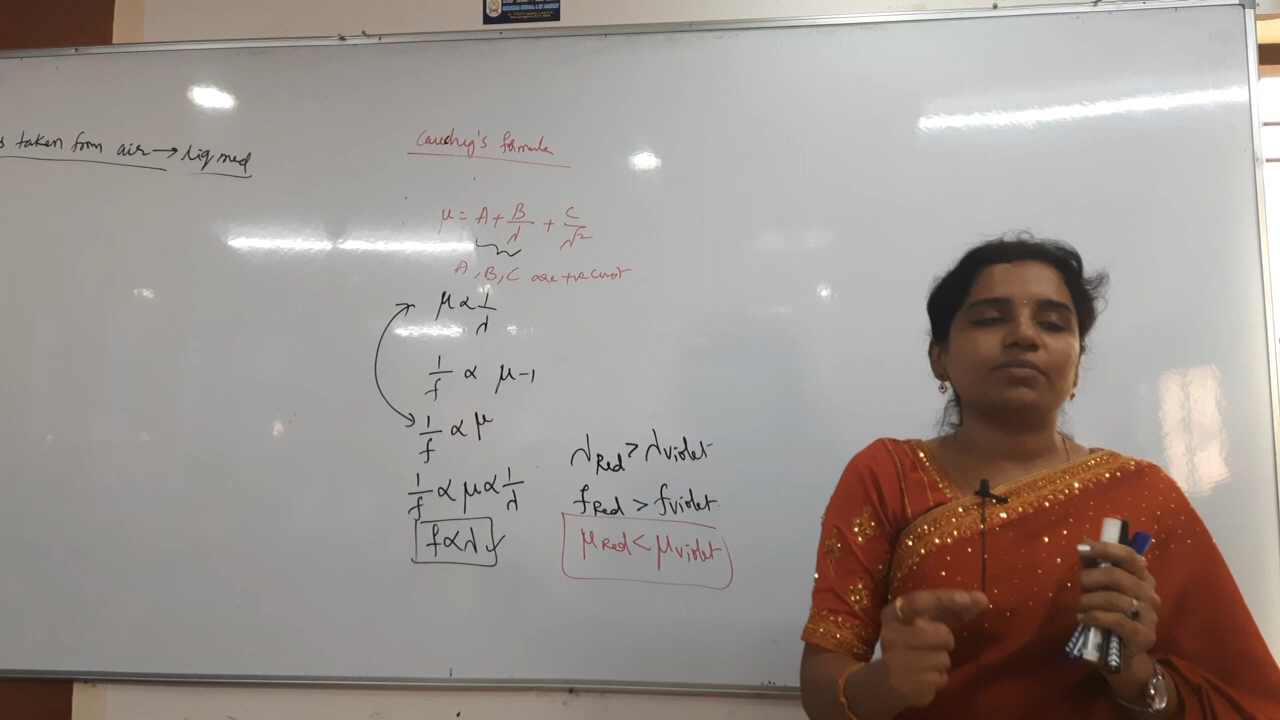 taken from air → liq med
Cauchy's formula
μ = A + B/λ + C/λ²
A, B, C are +ve const
μ ∝ 1/λ
1/f ∝ μ-1
1/f ∝ μ
1/f ∝ μ ∝ 1/λ
f ∝ λ
λRed > λviolet
fRed > fviolet.
μRed < μviolet